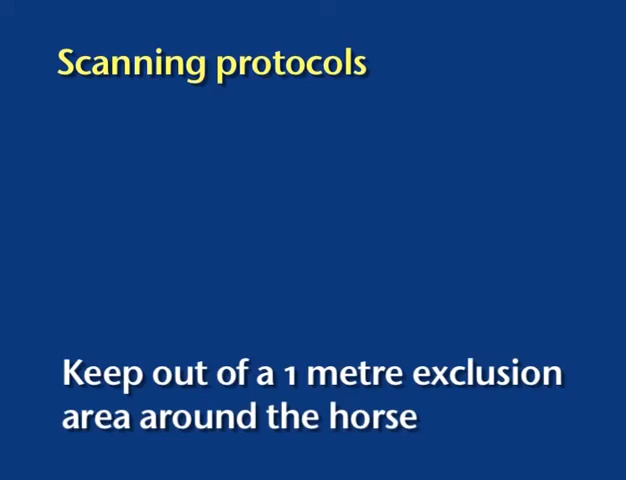 Scanning protocols
Keep out of a 1 metre exclusion
area around the horse